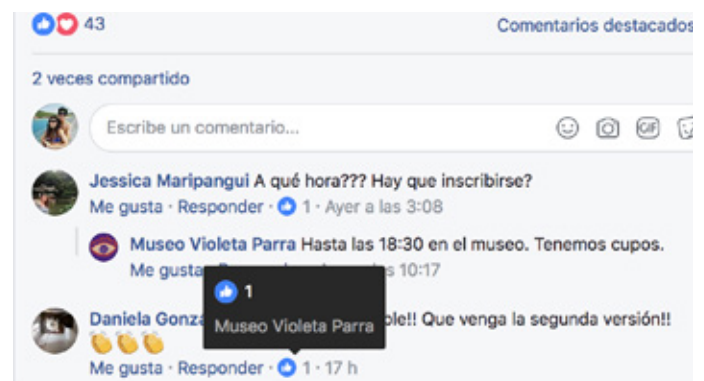 43 Comentarios destacados
2 veces compartido
Escribe un comentario... GIF
Jessica Maripangui A qué hora??? Hay que inscribirse?
Me gusta · Responder · 1 · Ayer a las 3:08
Museo Violeta Parra Hasta las 18:30 en el museo. Tenemos cupos.
Me gusta 10:17
1
Museo Violeta Parra
Daniela ole!! Que venga la segunda versión!!
👏👏👏
Me gusta · Responder · 1 · 17 h